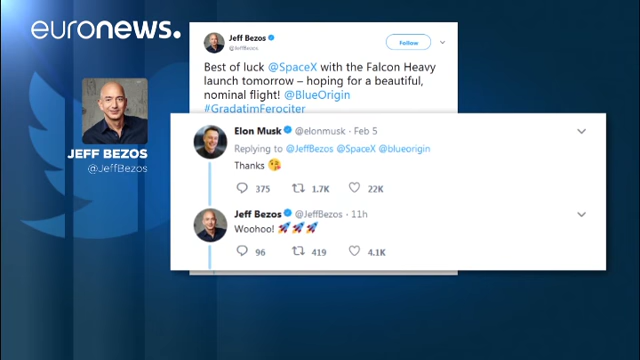 euronews.
Jeff Bezos
@JeffBezos
Follow
Best of luck @SpaceX with the Falcon Heavy
launch tomorrow – hoping for a beautiful,
nominal flight! @BlueOrigin
#GradatimFerociter
Elon Musk @elonmusk · Feb 5
Replying to @JeffBezos @SpaceX @blueorigin
Thanks 😘
375 1.7K 22K
JEFF BEZOS
@JeffBezos
Jeff Bezos @JeffBezos · 11h
Woohoo! 🚀🚀🚀
96 419 4.1K